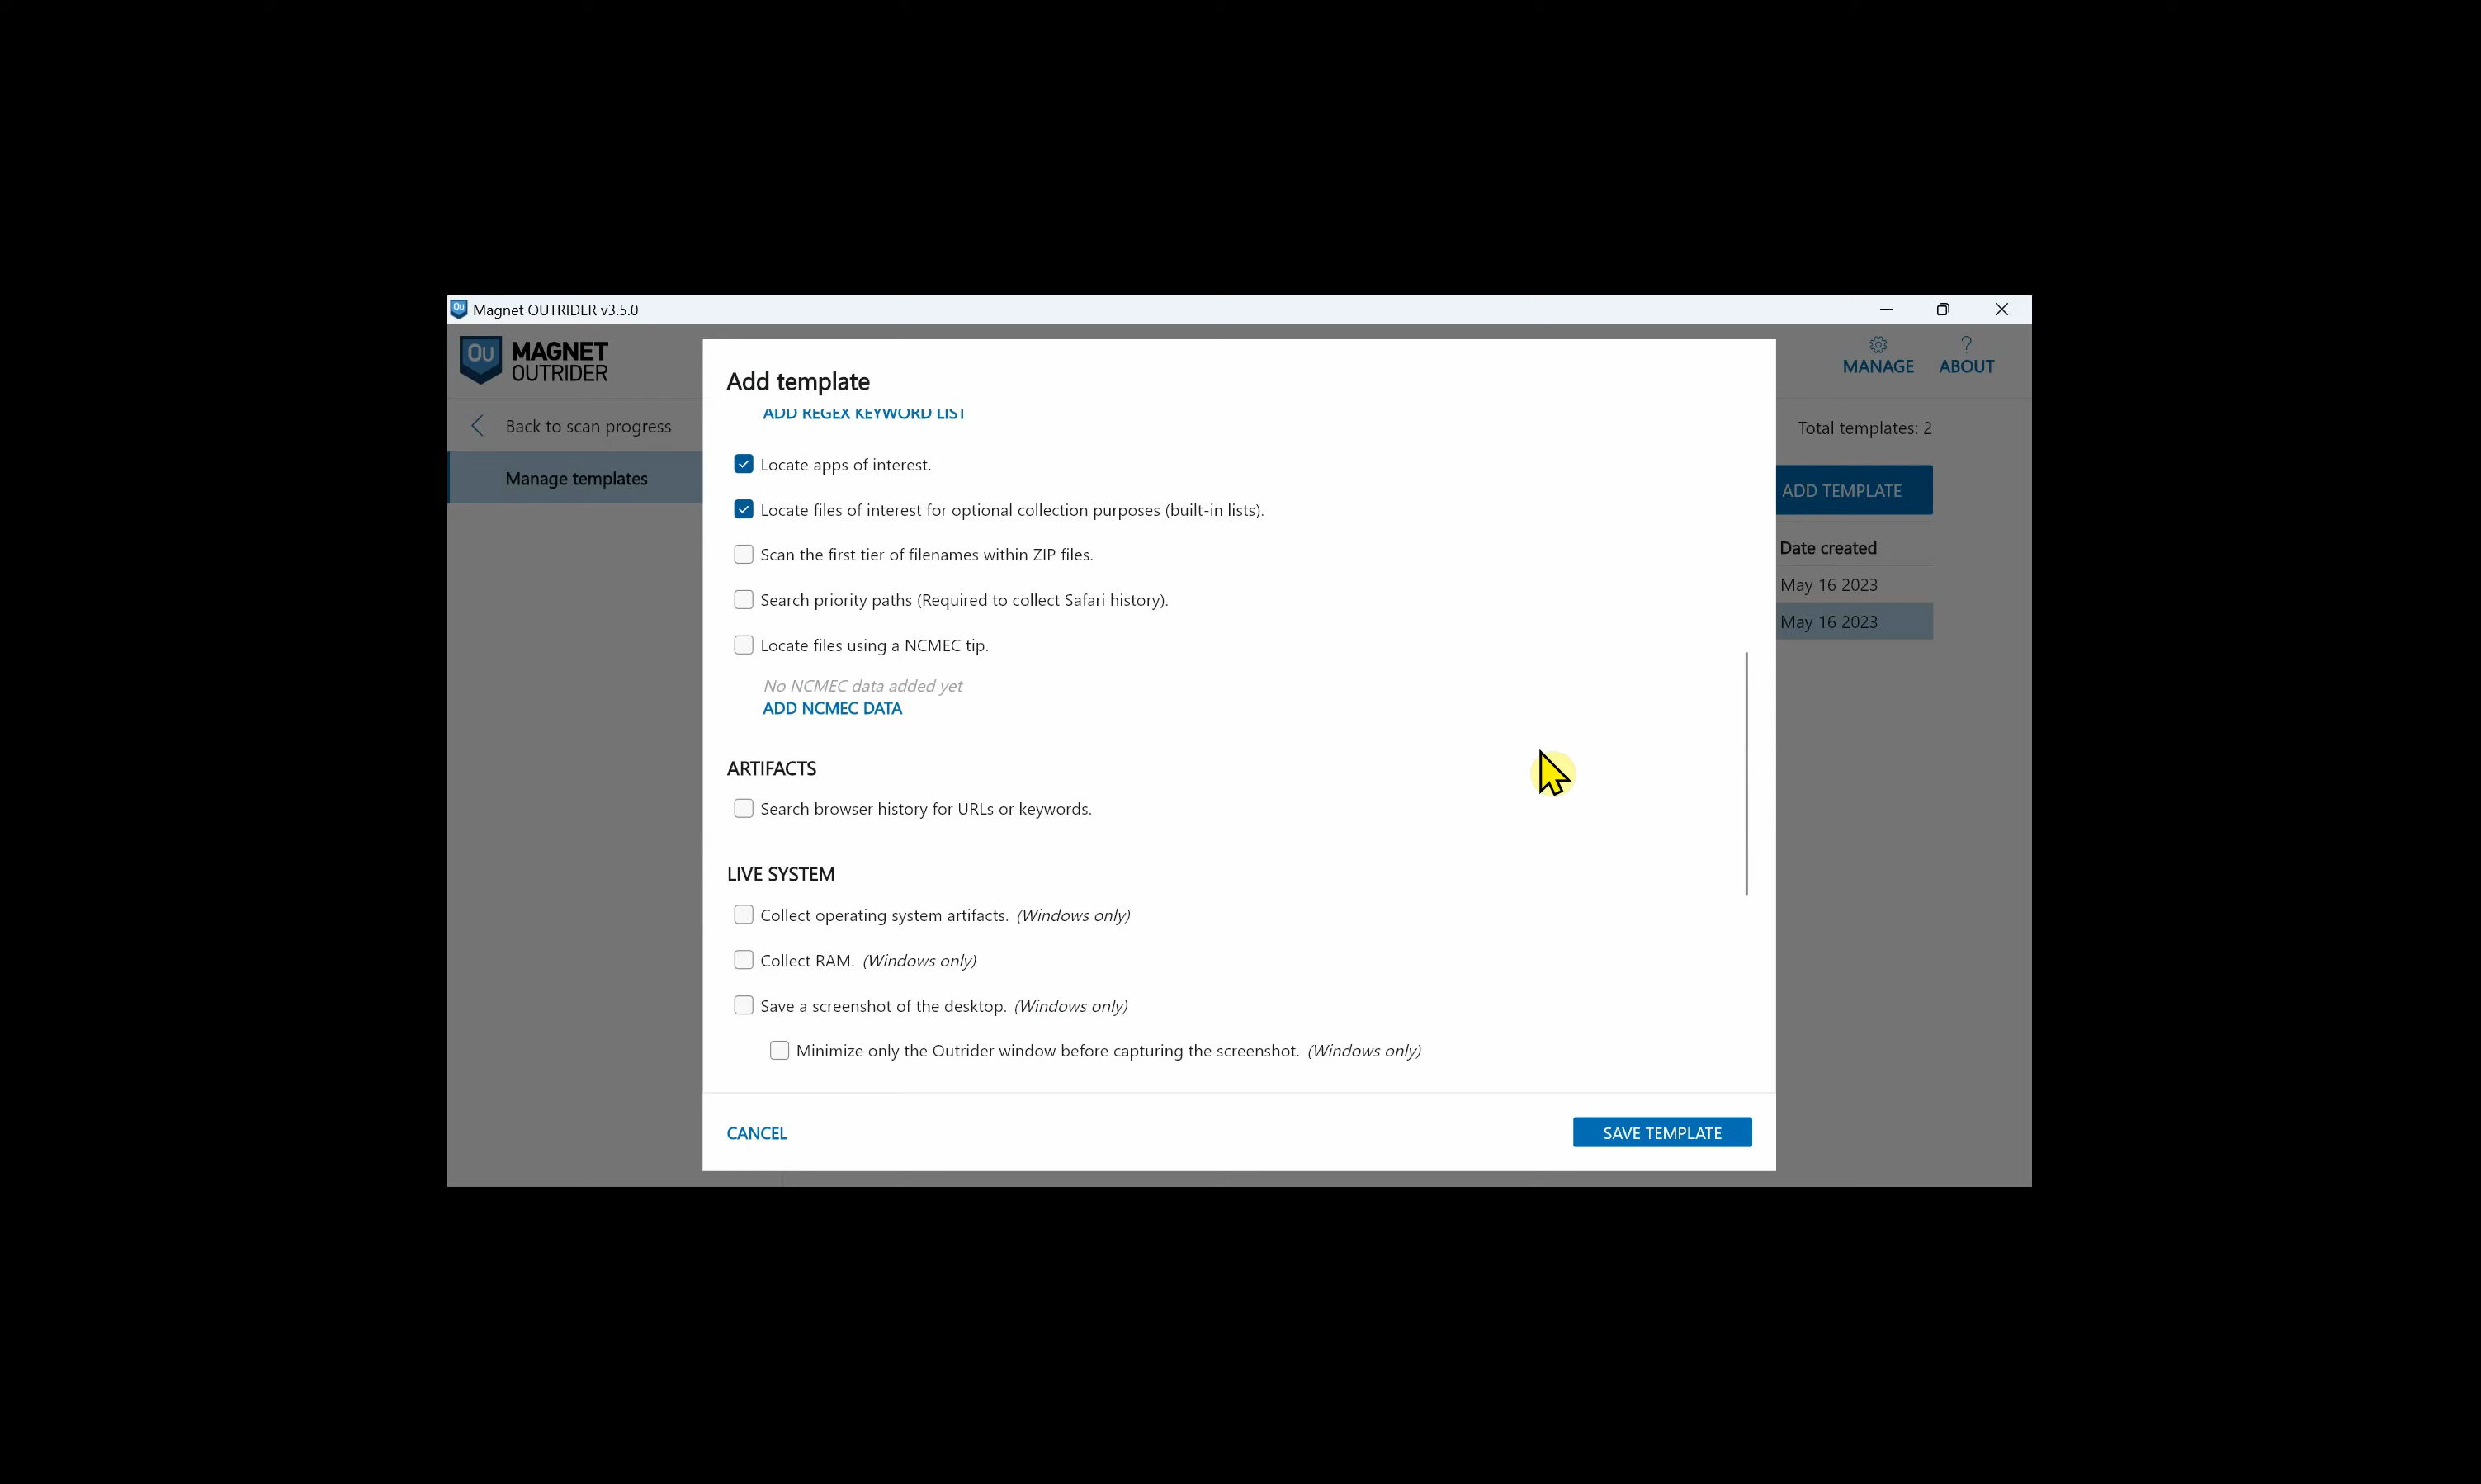 Magnet OUTRIDER v3.5.0
OU MAGNET OUTRIDER
MANAGE
ABOUT
Back to scan progress
Manage templates
Total templates: 2
ADD TEMPLATE
Date created
May 16 2023
May 16 2023
Add template
ADD REGEX KEYWORD LIST
Locate apps of interest.
Locate files of interest for optional collection purposes (built-in lists).
Scan the first tier of filenames within ZIP files.
Search priority paths (Required to collect Safari history).
Locate files using a NCMEC tip.
No NCMEC data added yet
ADD NCMEC DATA
ARTIFACTS
Search browser history for URLs or keywords.
LIVE SYSTEM
Collect operating system artifacts. (Windows only)
Collect RAM. (Windows only)
Save a screenshot of the desktop. (Windows only)
Minimize only the Outrider window before capturing the screenshot. (Windows only)
CANCEL
SAVE TEMPLATE